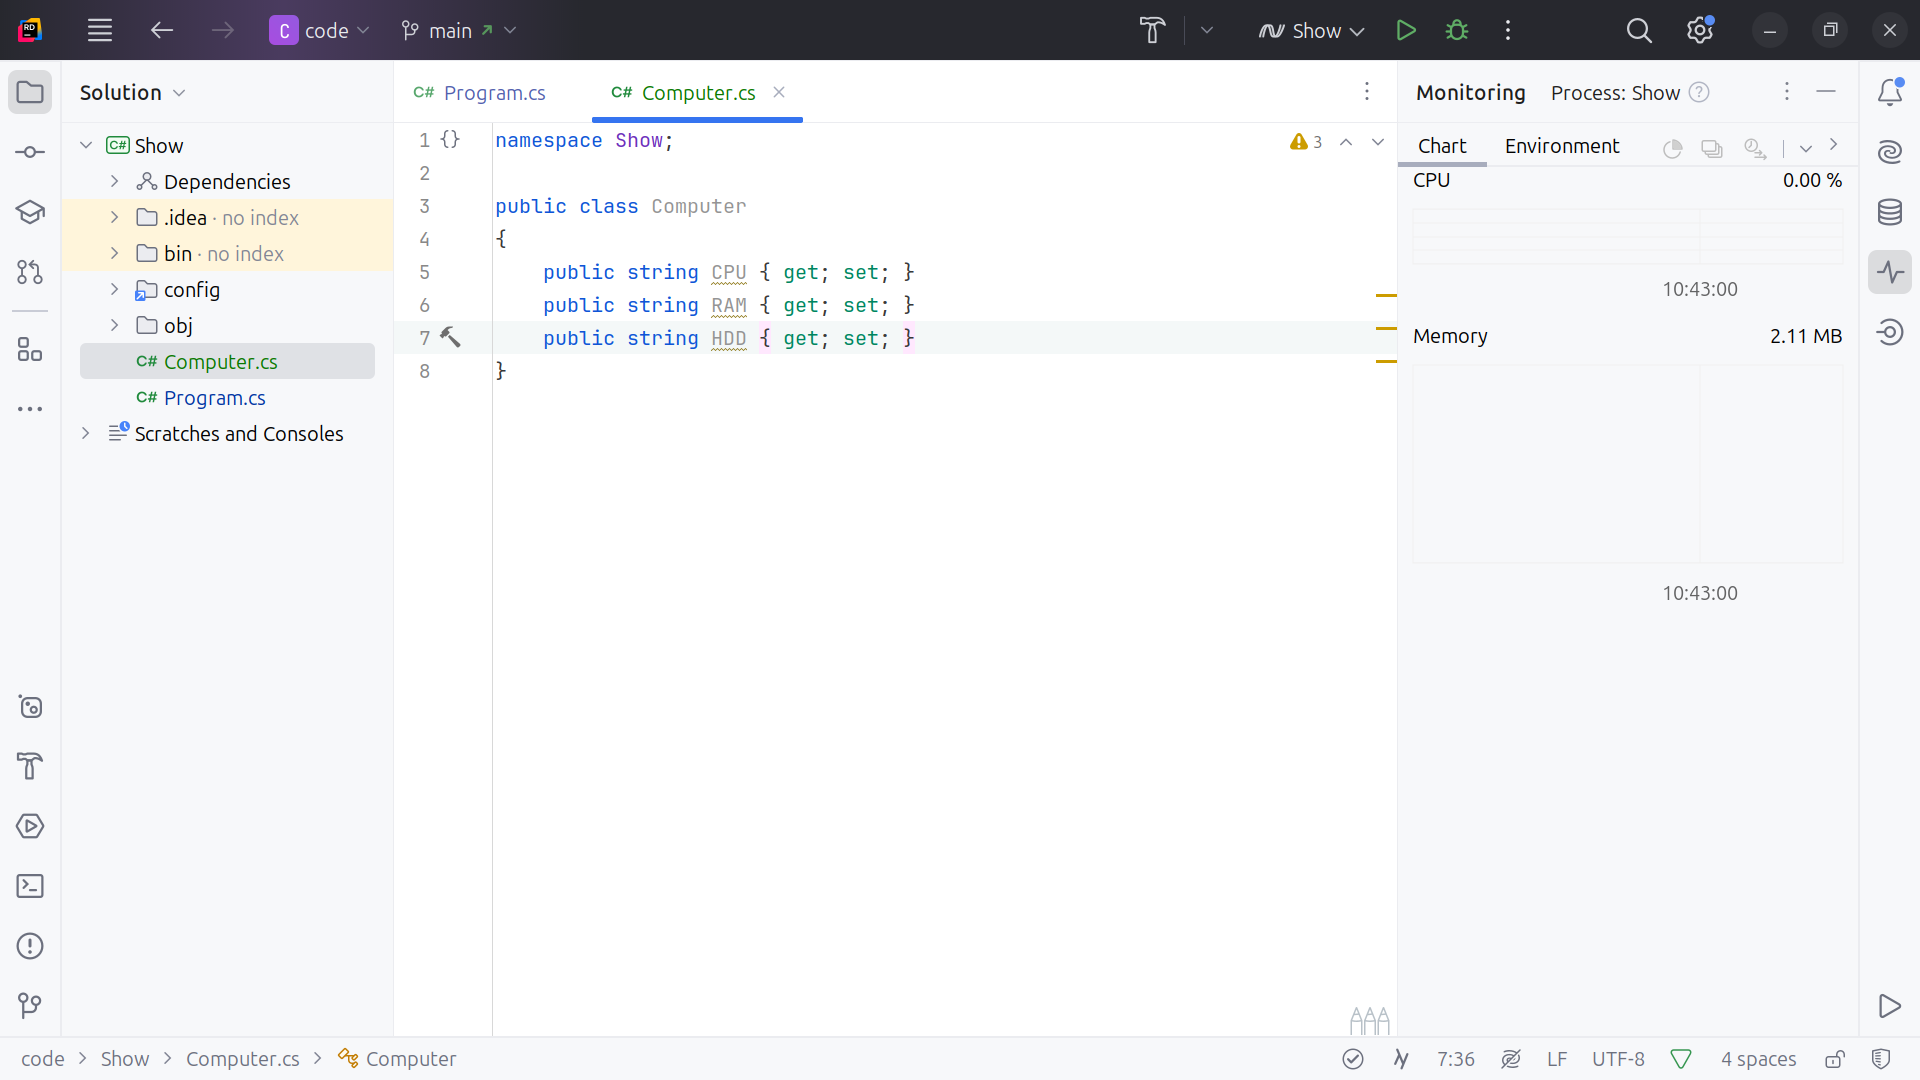 RD
C code
main
Show
Solution
C# Program.cs
C# Computer.cs
Monitoring
Process: Show ?
C# Show
Dependencies
.idea · no index
bin · no index
config
obj
C# Computer.cs
C# Program.cs
Scratches and Consoles
1 {} namespace Show;
2
3 public class Computer
4 {
5 public string CPU { get; set; }
6 public string RAM { get; set; }
7 public string HDD { get; set; }
8 }
3
Chart
Environment
CPU 0.00 %
10:43:00
Memory 2.11 MB
10:43:00
code > Show > Computer.cs > Computer
7:36
LF
UTF-8
4 spaces